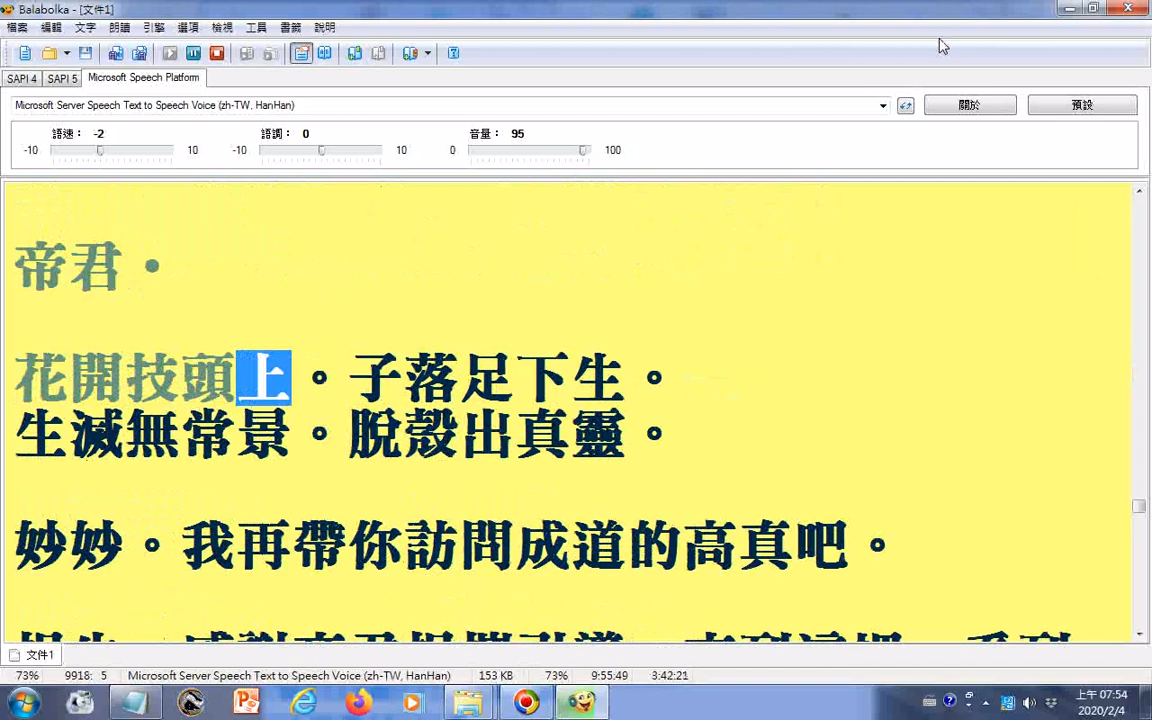 Balabolka - [文件1]
檔案 編輯 文字 朗讀 引擎 選項 檢視 工具 書籤 說明
SAPI 4 SAPI 5 Microsoft Speech Platform
Microsoft Server Speech Text to Speech Voice (zh-TW, HanHan) 關於 預設
語速： -2 語調： 0 音量： 95
-10 10 -10 10 0 100
帝君。
花開技頭上。子落足下生。
生滅無常景。脫殼出真靈。
妙妙。我再帶你訪問成道的高真吧。
文件1
73% 9918: 5 Microsoft Server Speech Text to Speech Voice (zh-TW, HanHan) 153 KB 73% 9:55:49 3:42:21
上午 07:54
2020/2/4